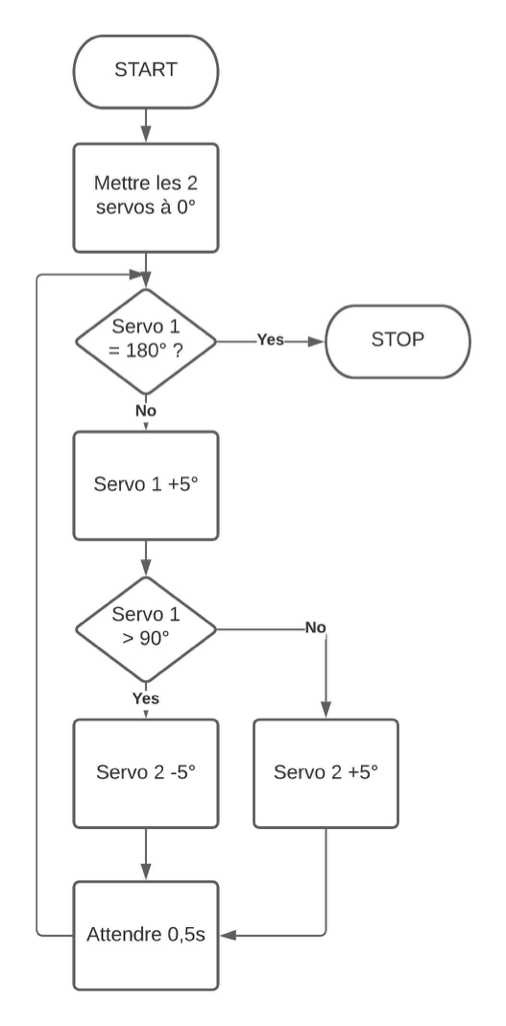 START
Mettre les 2
servos à 0°
Servo 1
= 180° ?
Yes
STOP
No
Servo 1 +5°
Servo 1
> 90°
No
Yes
Servo 2 -5°
Servo 2 +5°
Attendre 0,5s